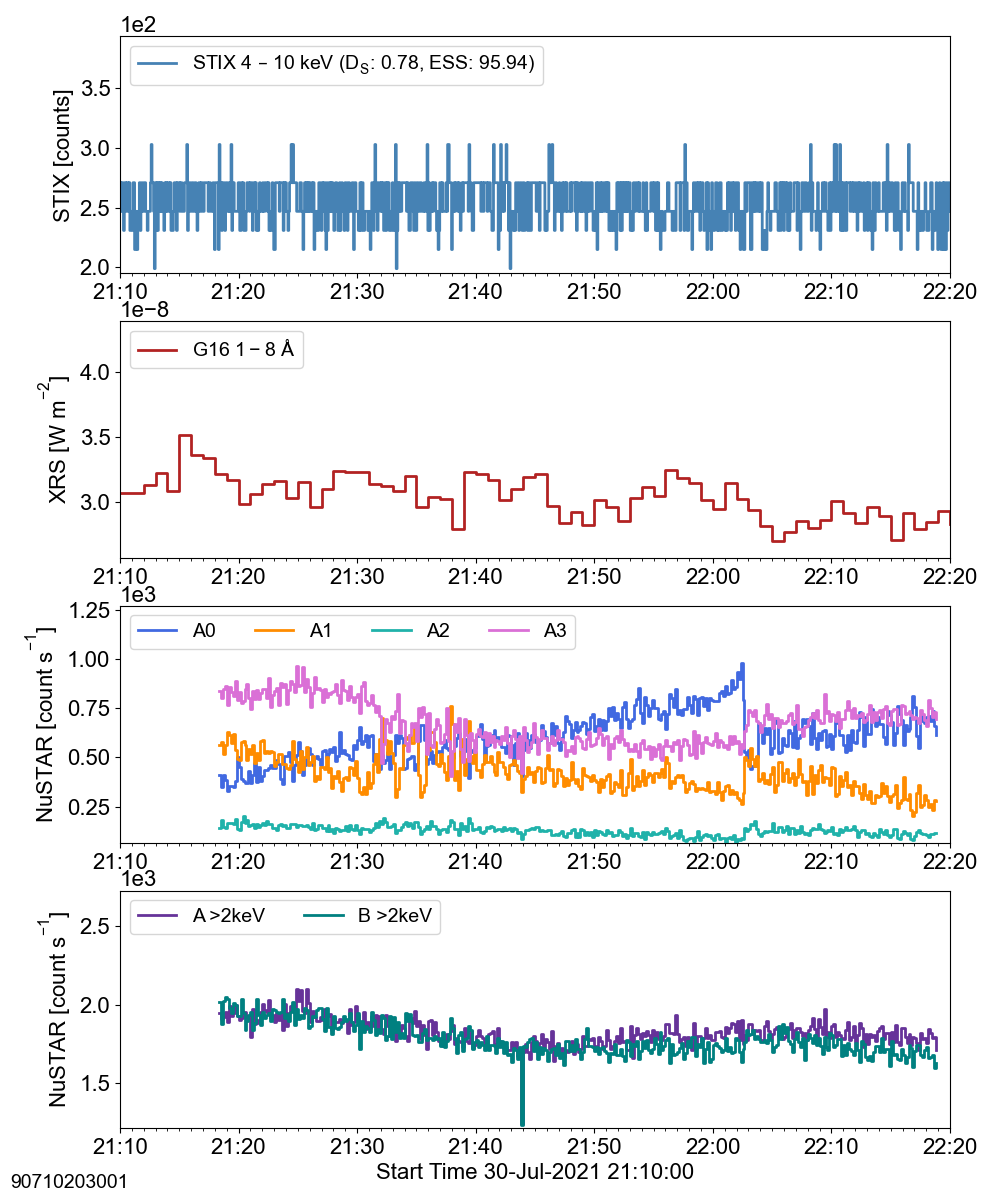 1e2
STIX 4 – 10 keV (D_S: 0.78, ESS: 95.94)
STIX [counts]
3.5
3.0
2.5
2.0
21:10 21:20 21:30 21:40 21:50 22:00 22:10 22:20
1e−8
G16 1 − 8 Å
XRS [W m⁻²]
4.0
3.5
3.0
21:10 21:20 21:30 21:40 21:50 22:00 22:10 22:20
1e3
A0 A1 A2 A3
NuSTAR [count s⁻¹]
1.25
1.00
0.75
0.50
0.25
21:10 21:20 21:30 21:40 21:50 22:00 22:10 22:20
1e3
A >2keV B >2keV
NuSTAR [count s⁻¹]
2.5
2.0
1.5
21:10 21:20 21:30 21:40 21:50 22:00 22:10 22:20
Start Time 30-Jul-2021 21:10:00
90710203001